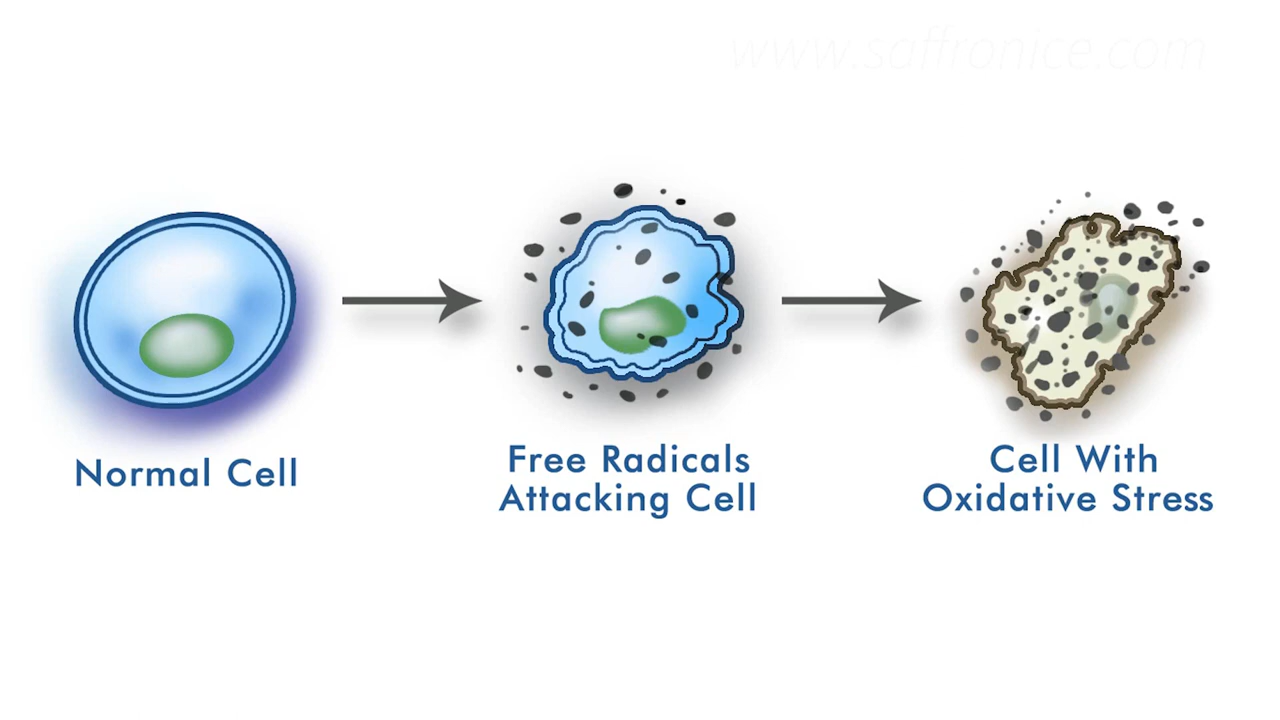 www.saffronice.com
Normal Cell
Free Radicals
Attacking Cell
Cell With
Oxidative Stress